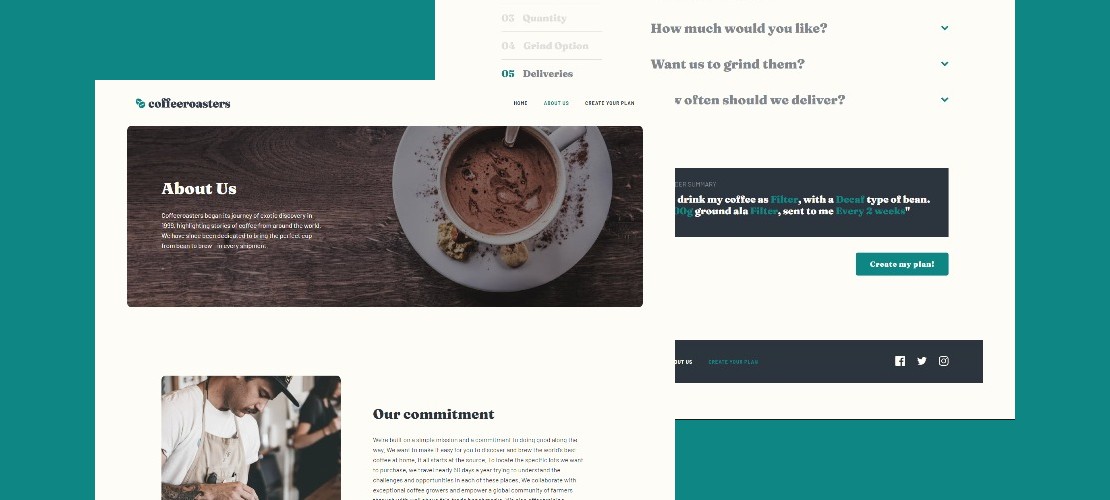 03 Quantity
04 Grind Option
05 Deliveries
How much would you like?
Want us to grind them?
often should we deliver?
coffeeroasters
HOME ABOUT US CREATE YOUR PLAN
About Us
Coffeeroasters began its journey of exotic discovery in
1999, highlighting stories of coffee from around the world.
We have since been dedicated to bring the perfect cup
from bean to brew - in every shipment.
SUMMARY
drink my coffee as Filter, with a Decaf type of bean.
ground ala Filter, sent to me Every 2 weeks"
Create my plan!
US CREATE YOUR PLAN
Our commitment
We're built on a simple mission and a commitment to doing good along the
way. We want to make it easy for you to discover and brew the world's best
coffee at home. It all starts at the source. To locate the specific lots we want
to purchase, we travel nearly 60 days a year trying to understand the
challenges and opportunities in each of these places. We collaborate with
exceptional coffee growers and empower a global community of farmers